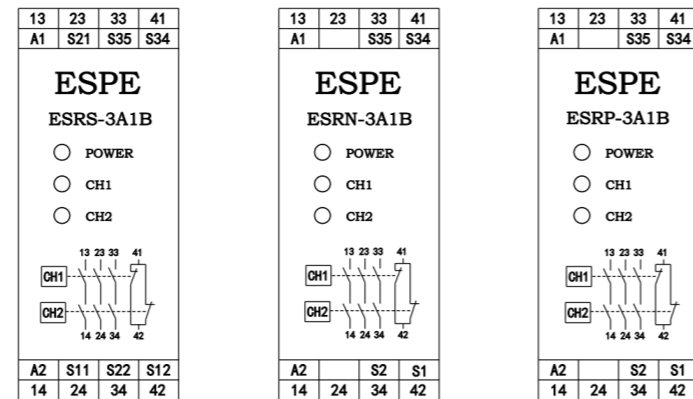 13 23 33 41
A1 S21 S35 S34
ESPE
ESRS-3A1B
POWER
CH1
CH2
13 23 33 41
CH1
CH2
14 24 34 42
A2 S11 S22 S12
14 24 34 42
13 23 33 41
A1 S35 S34
ESPE
ESRN-3A1B
POWER
CH1
CH2
13 23 33 41
CH1
CH2
14 24 34 42
A2 S2 S1
14 24 34 42
13 23 33 41
A1 S35 S34
ESPE
ESRP-3A1B
POWER
CH1
CH2
13 23 33 41
CH1
CH2
14 24 34 42
A2 S2 S1
14 24 34 42